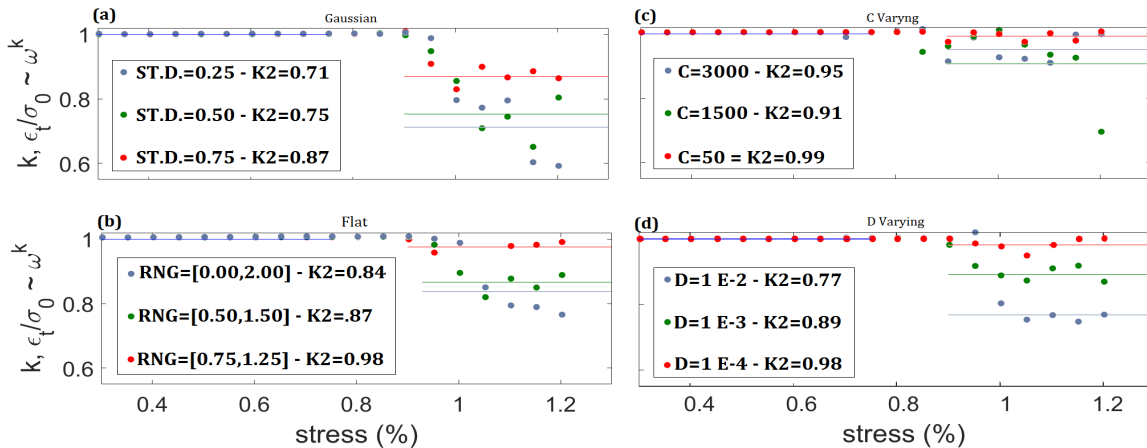 (a)
Gaussian
1
0.8
0.6
ST.D.=0.25 - K2=0.71
ST.D.=0.50 - K2=0.75
ST.D.=0.75 - K2=0.87
k, ϵt/σ0 ~ ω^k
(c)
C Varyng
C=3000 - K2=0.95
C=1500 - K2=0.91
C=50 = K2=0.99
(b)
Flat
1
0.8
0.6
RNG=[0.00,2.00] - K2=0.84
RNG=[0.50,1.50] - K2=.87
RNG=[0.75,1.25] - K2=0.98
k, ϵt/σ0 ~ ω^k
0.4 0.6 0.8 1 1.2
stress (%)
(d)
D Varying
D=1 E-2 - K2=0.77
D=1 E-3 - K2=0.89
D=1 E-4 - K2=0.98
0.4 0.6 0.8 1 1.2
stress (%)